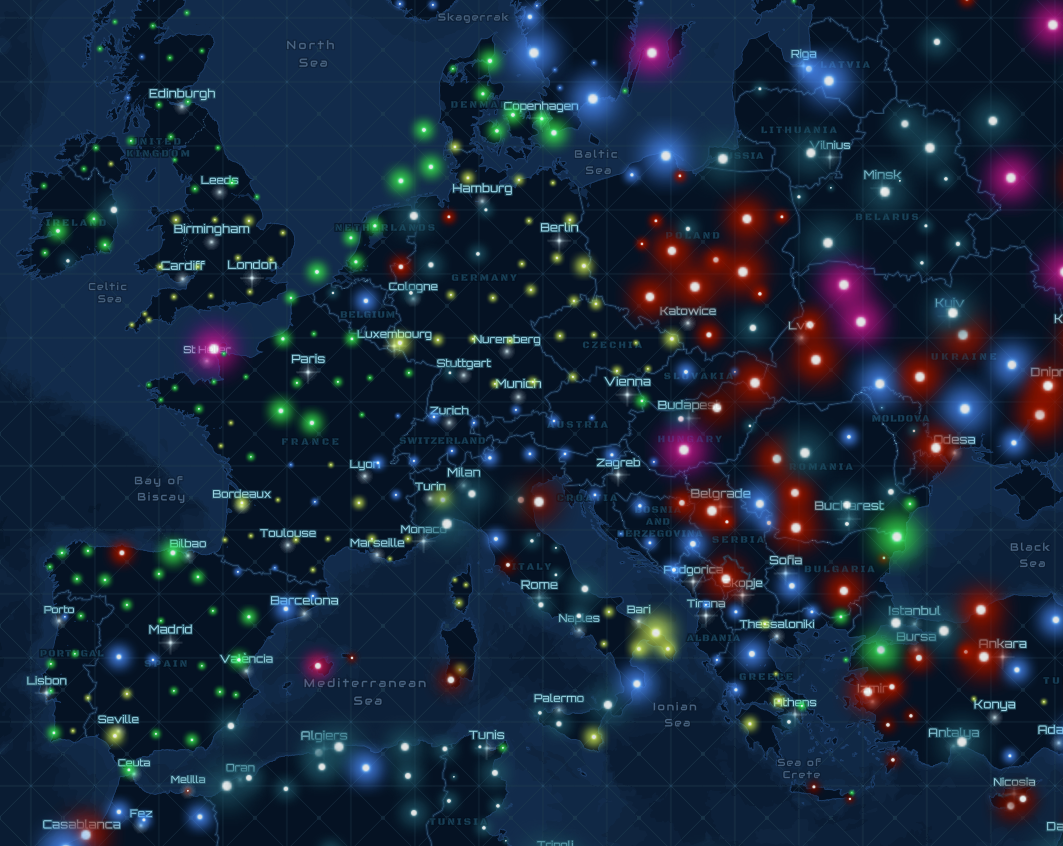 Skagerrak
North
Sea
Riga
LATVIA
Edinburgh
DENMARK
Copenhagen
UNITED
KINGDOM
LITHUANIA
Vilnius
Baltic
Sea
RUSSIA
Leeds
Minsk
Hamburg
BELARUS
IRELAND
Birmingham
NETHERLANDS
Berlin
POLAND
Cardiff
London
GERMANY
Celtic
Sea
Cologne
Kyiv
BELGIUM
Katowice
Luxembourg
Nuremberg
CZECHIA
UKRAINE
Paris
Stuttgart
SLOVAKIA
Dnipr
Munich
Vienna
Zurich
Budapest
AUSTRIA
MOLDOVA
FRANCE
SWITZERLAND
HUNGARY
Odesa
Lyon
Zagreb
ROMANIA
Milan
Bay of
Biscay
Turin
Bordeaux
CROATIA
Belgrade
Bucharest
BOSNIA
AND
HERZEGOVINA
Monaco
Toulouse
Marseille
SERBIA
Bilbao
Black
Sea
ITALY
Podgorica
Sofia
BULGARIA
Rome
Skopje
Barcelona
Porto
Tirana
Istanbul
Naples
Bari
Thessaloniki
Madrid
Bursa
ALBANIA
Ankara
PORTUGAL
SPAIN
Valencia
GREECE
Lisbon
Mediterranean
Sea
Izmir
Palermo
Ionian
Sea
Athens
Konya
Seville
Algiers
Tunis
Antalya
Ada
Ceuta
Oran
Sea of
Crete
Melilla
Nicosia
Fez
Casablanca
TUNISIA
Da
Tripoli